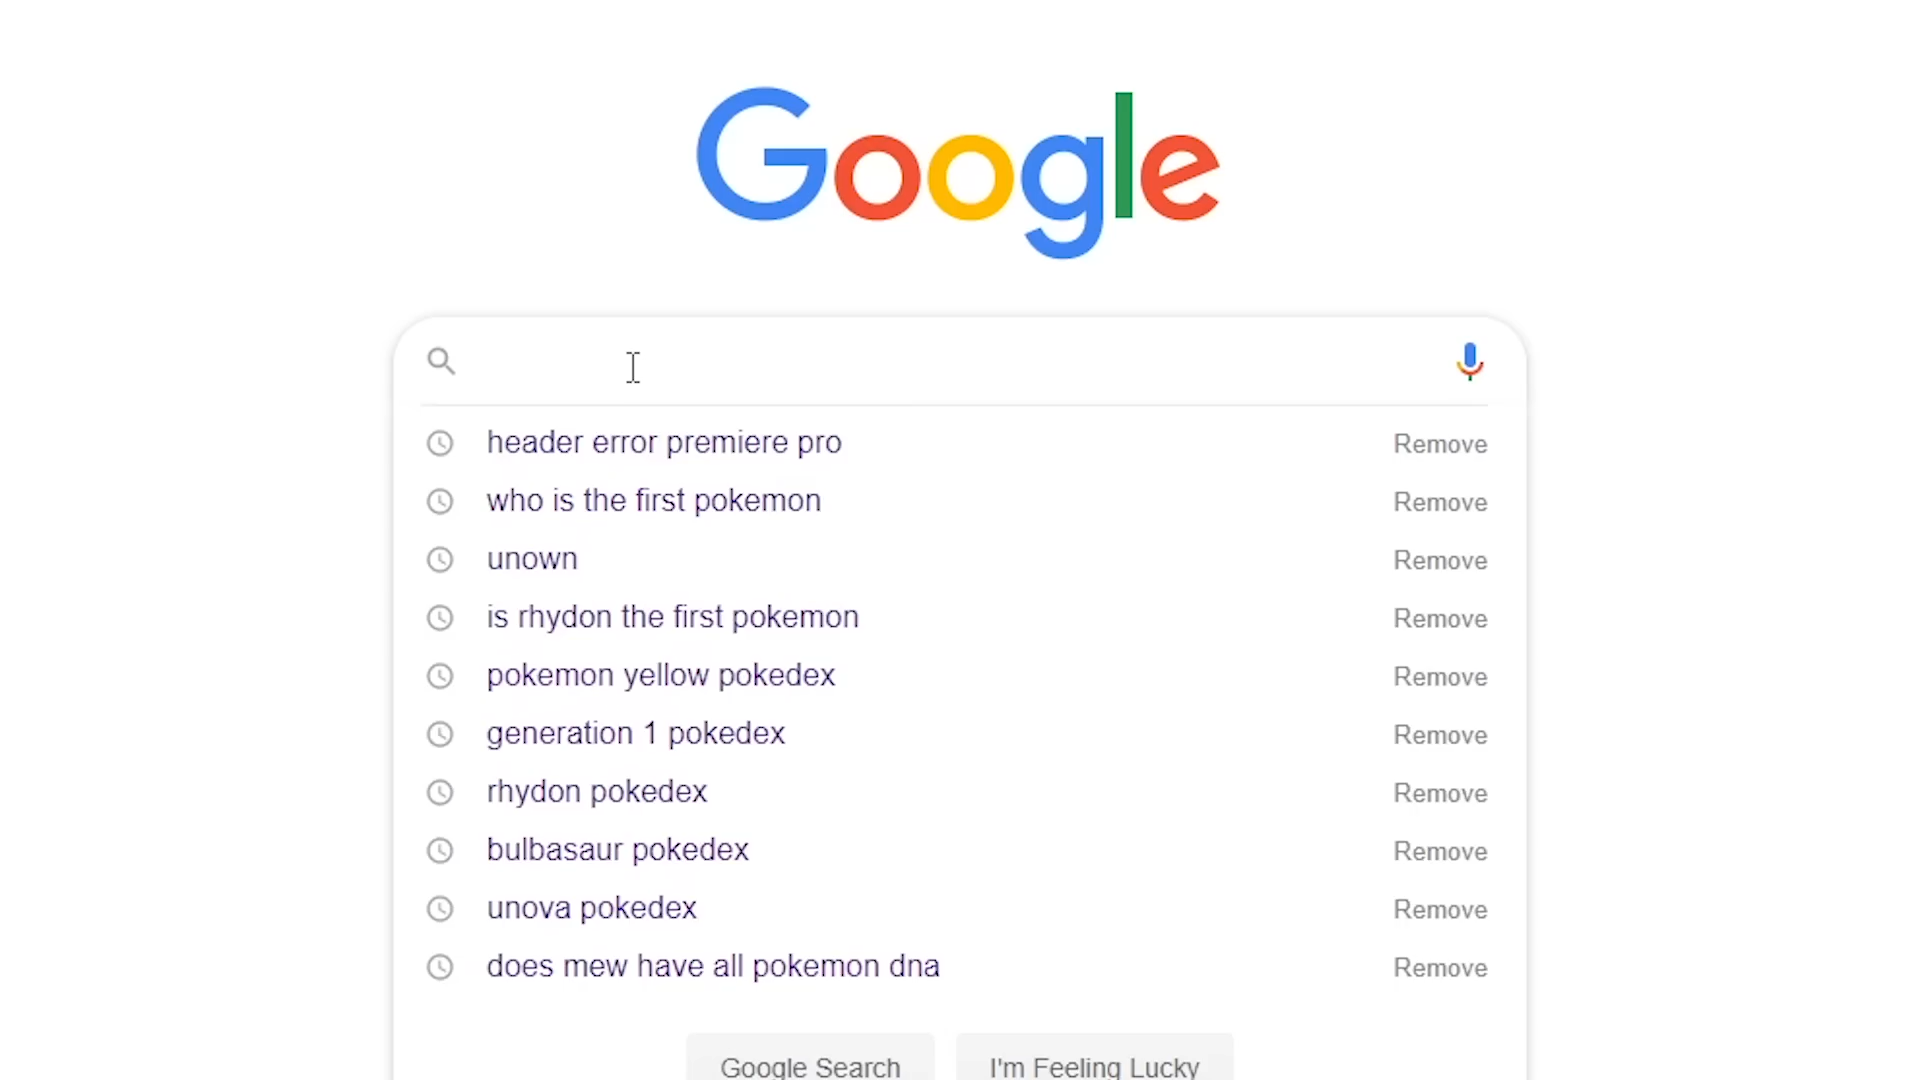 Google
header error premiere pro Remove
who is the first pokemon Remove
unown Remove
is rhydon the first pokemon Remove
pokemon yellow pokedex Remove
generation 1 pokedex Remove
rhydon pokedex Remove
bulbasaur pokedex Remove
unova pokedex Remove
does mew have all pokemon dna Remove
Google Search I'm Feeling Lucky